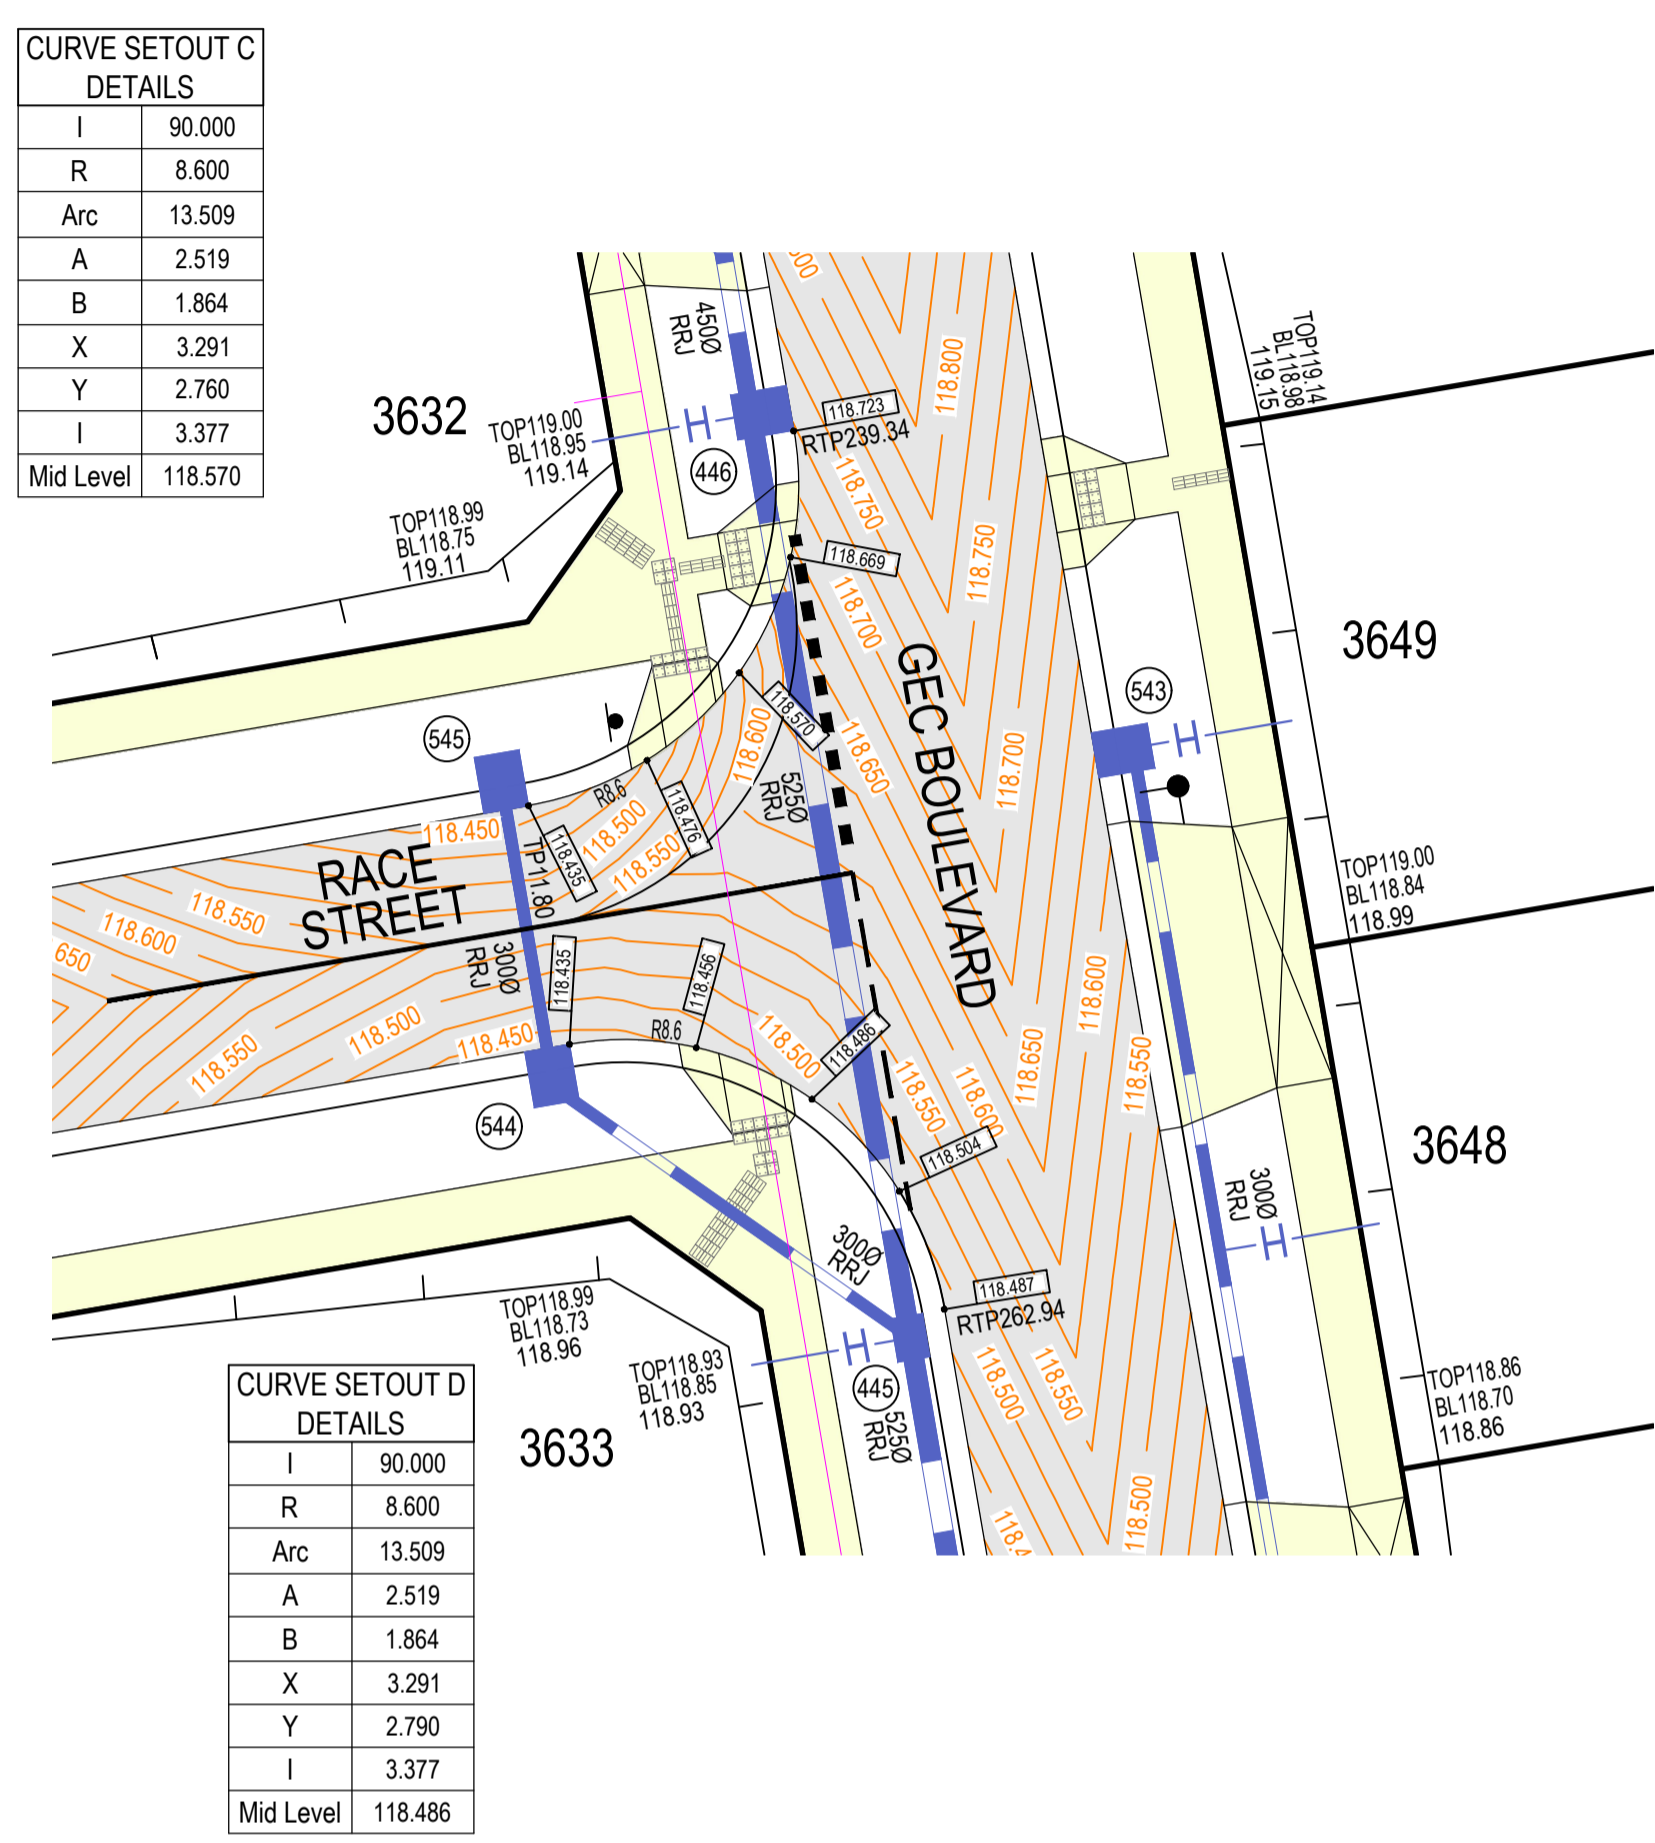 CURVE SETOUT C
DETAILS
I 90.000
R 8.600
Arc 13.509
A 2.519
B 1.864
X 3.291
Y 2.760
I 3.377
Mid Level 118.570
450Ø
RRJ
118.800
TOP119.14
BL118.98
119.15
3632
TOP119.00
BL118.95
119.14
118.723
RTP239.34
446
118.750
TOP118.99
BL118.75
119.11
118.669
118.750
118.700
3649
GEC BOULEVARD
543
545
118.570
118.600
118.650
118.700
525Ø
RRJ
R8.6
118.476
118.450
118.500
118.550
118.435
TP11.80
RACE
STREET
118.550
118.600
650
TOP119.00
BL118.84
118.99
300Ø
RRJ
118.435
118.456
118.600
118.500
118.450
118.550
R8.6
118.500
118.486
118.650
118.550
118.550
118.600
544
118.504
3648
300Ø
RRJ
300Ø
RRJ
118.487
RTP262.94
TOP118.99
BL118.73
118.96
TOP118.93
BL118.85
118.93
445
525Ø
RRJ
118.500
118.550
TOP118.86
BL118.70
118.86
3633
118.500
118.4
CURVE SETOUT D
DETAILS
I 90.000
R 8.600
Arc 13.509
A 2.519
B 1.864
X 3.291
Y 2.790
I 3.377
Mid Level 118.486